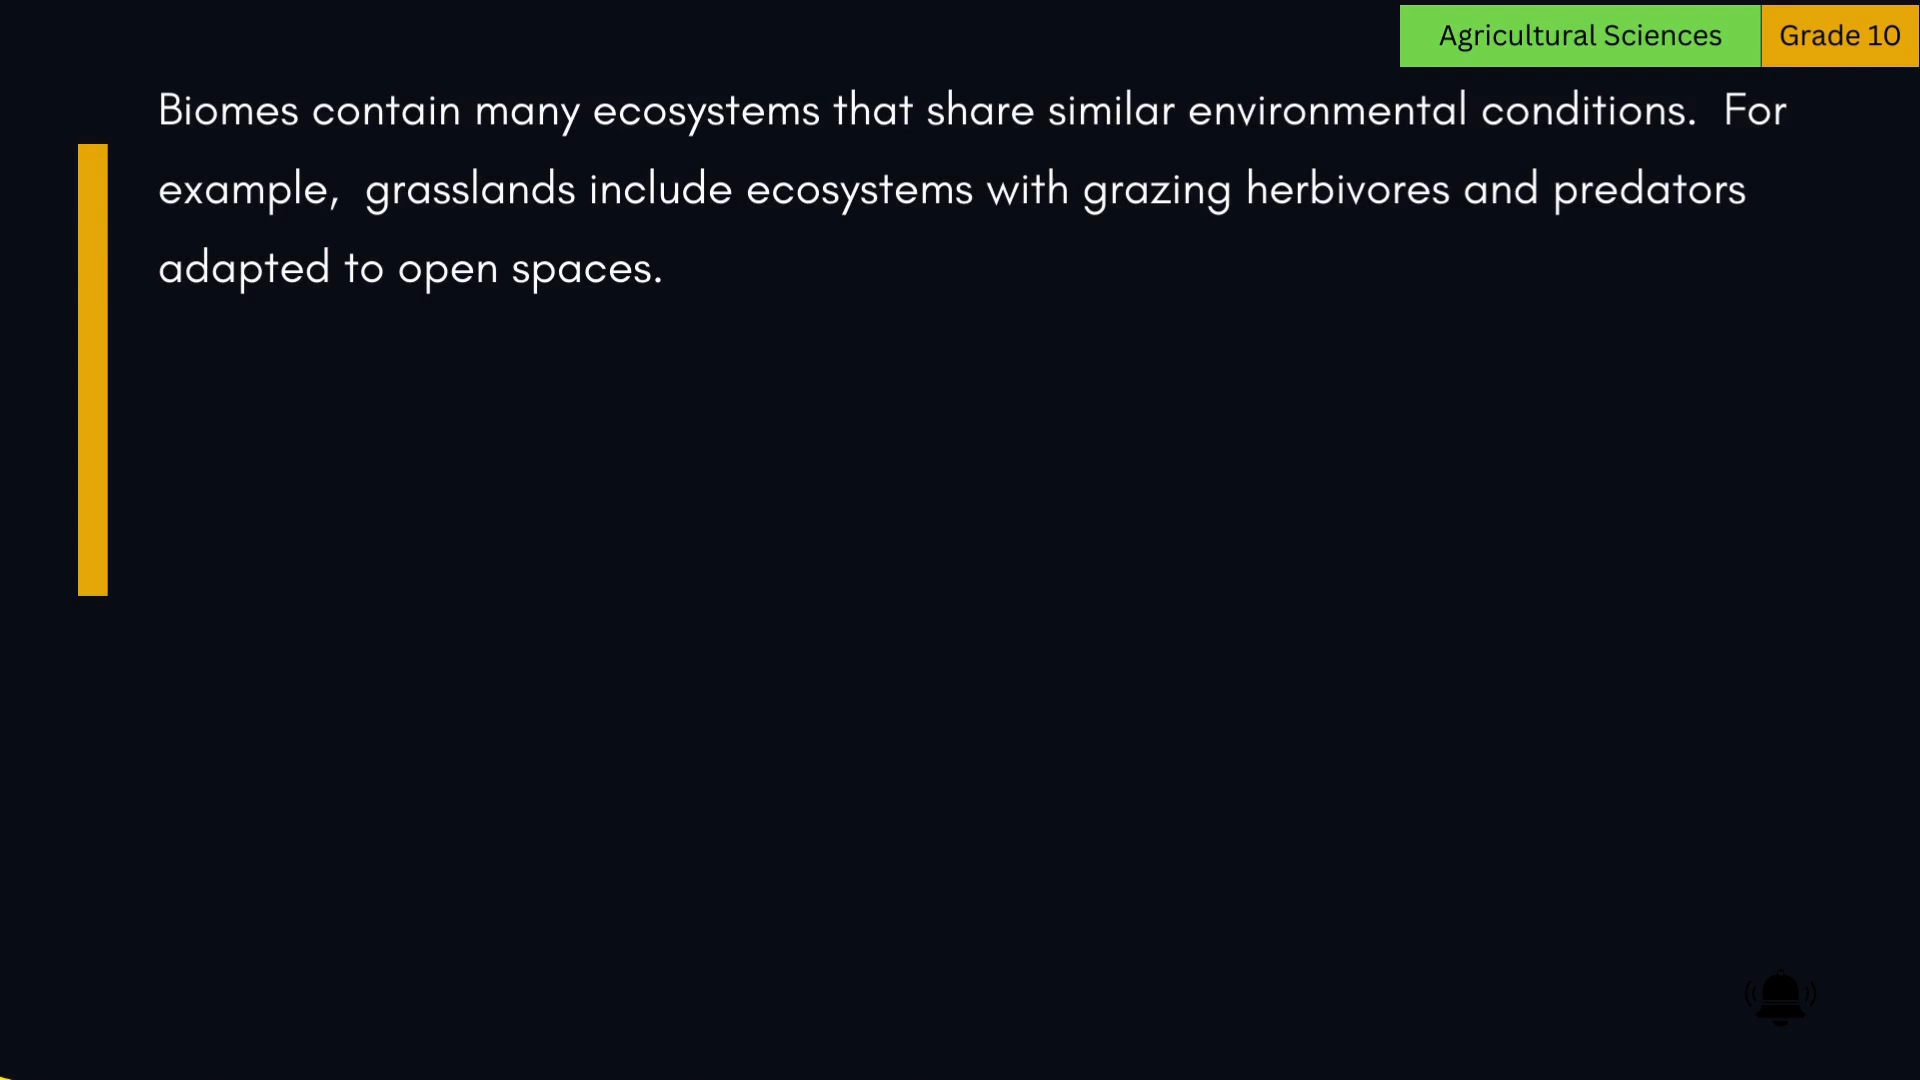 Agricultural Sciences Grade 10
Biomes contain many ecosystems that share similar environmental conditions.  For
example,  grasslands include ecosystems with grazing herbivores and predators
adapted to open spaces.